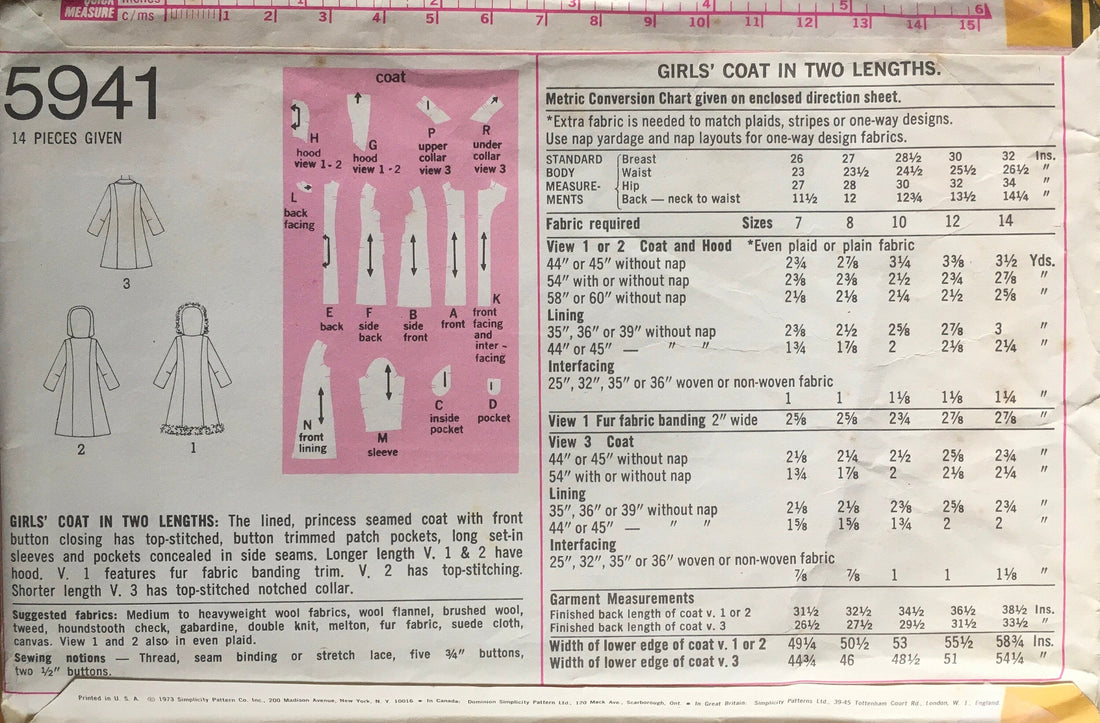 MEASURE c/ms 1 2 3 4 5 6 7 8 9 10 11 12 13 14 15
2 3 4 5 6
5941
14 PIECES GIVEN
3
2
1
coat
H
hood
view 1-2
G
hood
view 1-2
P
upper
collar
view 3
R
under
collar
view 3
L
back
facing
E
back
F
side
back
B
side
front
A
front
K
front
facing
and
inter-
facing
N
front
lining
M
sleeve
C
inside
pocket
D
pocket
GIRLS' COAT IN TWO LENGTHS: The lined, princess seamed coat with front
button closing has top-stitched, button trimmed patch pockets, long set-in
sleeves and pockets concealed in side seams. Longer length V. 1 & 2 have
hood. V. 1 features fur fabric banding trim. V. 2 has top-stitching.
Shorter length V. 3 has top-stitched notched collar.
Suggested fabrics: Medium to heavyweight wool fabrics, wool flannel, brushed wool,
tweed, houndstooth check, gabardine, double knit, melton, fur fabric, suede cloth,
canvas. View 1 and 2 also in even plaid.
Sewing notions — Thread, seam binding or stretch lace, five ¾" buttons,
two ½" buttons.
GIRLS' COAT IN TWO LENGTHS.
Metric Conversion Chart given on enclosed direction sheet.
*Extra fabric is needed to match plaids, stripes or one-way designs.
Use nap yardage and nap layouts for one-way design fabrics.
STANDARD Breast 26 27 28½ 30 32 Ins.
BODY Waist 23 23½ 24½ 25½ 26½ "
MEASURE- Hip 27 28 30 32 34 "
MENTS Back — neck to waist 11½ 12 12¾ 13½ 14¼ "
Fabric required Sizes 7 8 10 12 14
View 1 or 2 Coat and Hood *Even plaid or plain fabric
44" or 45" without nap 2¾ 2⅞ 3¼ 3⅜ 3½ Yds.
54" with or without nap 2⅜ 2⅜ 2½ 2¾ 2⅞ "
58" or 60" without nap 2⅛ 2⅛ 2¼ 2½ 2⅝ "
Lining
35", 36" or 39" without nap 2⅜ 2½ 2⅝ 2⅞ 3 "
44" or 45" — " " 1¾ 1⅞ 2 2⅛ 2¼ "
Interfacing
25", 32", 35" or 36" woven or non-woven fabric
1 1 1⅛ 1⅛ 1¼ "
View 1 Fur fabric banding 2" wide 2⅝ 2⅝ 2¾ 2⅞ 2⅞ "
View 3 Coat
44" or 45" without nap 2⅛ 2¼ 2½ 2⅝ 2¾ "
54" with or without nap 1¾ 1⅞ 2 2⅛ 2¼ "
Lining
35", 36" or 39" without nap 2⅛ 2⅛ 2⅜ 2⅝ 2¾ "
44" or 45" — " " 1⅝ 1⅝ 1¾ 2 2 "
Interfacing
25", 32", 35" or 36" woven or non-woven fabric
⅞ ⅞ 1 1 1⅛ "
Garment Measurements
Finished back length of coat v. 1 or 2 31½ 32½ 34½ 36½ 38½ Ins.
Finished back length of coat v. 3 26½ 27½ 29½ 31½ 33½ "
Width of lower edge of coat v. 1 or 2 49¼ 50½ 53 55½ 58¾ Ins.
Width of lower edge of coat v. 3 44¾ 46 48½ 51 54¼ "
Printed in U. S. A. © 1973 Simplicity Pattern Co. Inc., 200 Madison Avenue, New York, N. Y. 10016 • In Canada: Dominion Simplicity Pattern Ltd., 120 Mack Ave., Scarborough, Ont. • In Great Britain: Simplicity Patterns Ltd., 39-45 Tottenham Court Rd., London, W. 1., England